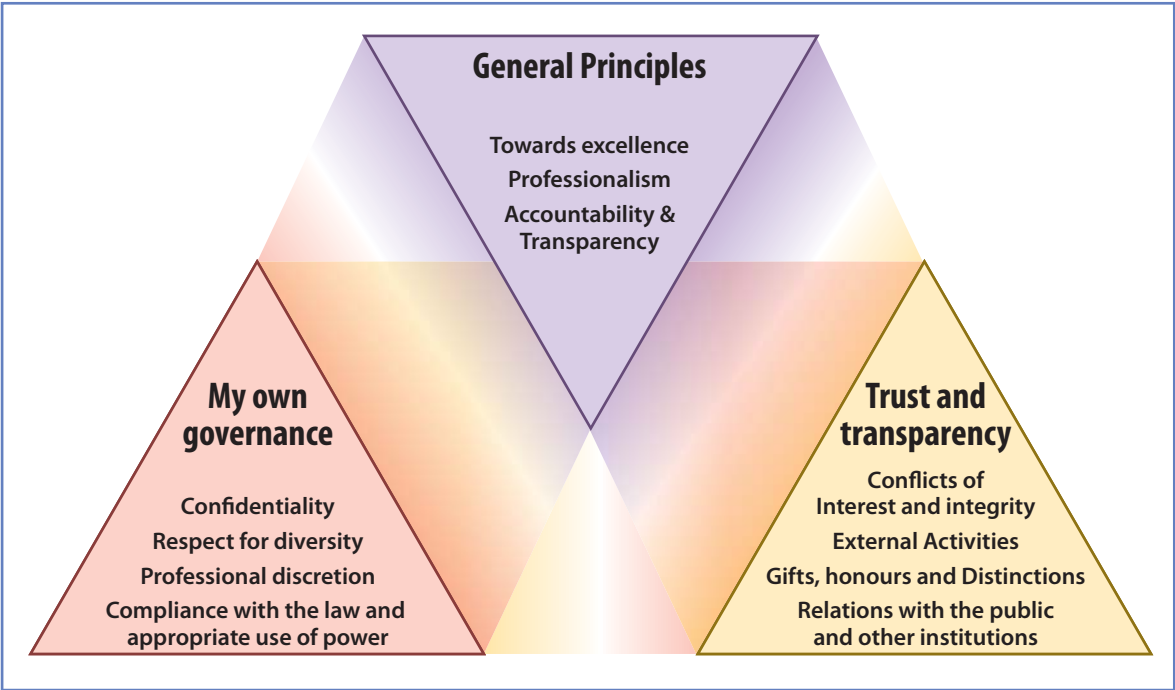 General Principles
Towards excellence
Professionalism
Accountability &
Transparency
My own
governance
Confidentiality
Respect for diversity
Professional discretion
Compliance with the law and
appropriate use of power
Trust and
transparency
Conflicts of
Interest and integrity
External Activities
Gifts, honours and Distinctions
Relations with the public
and other institutions